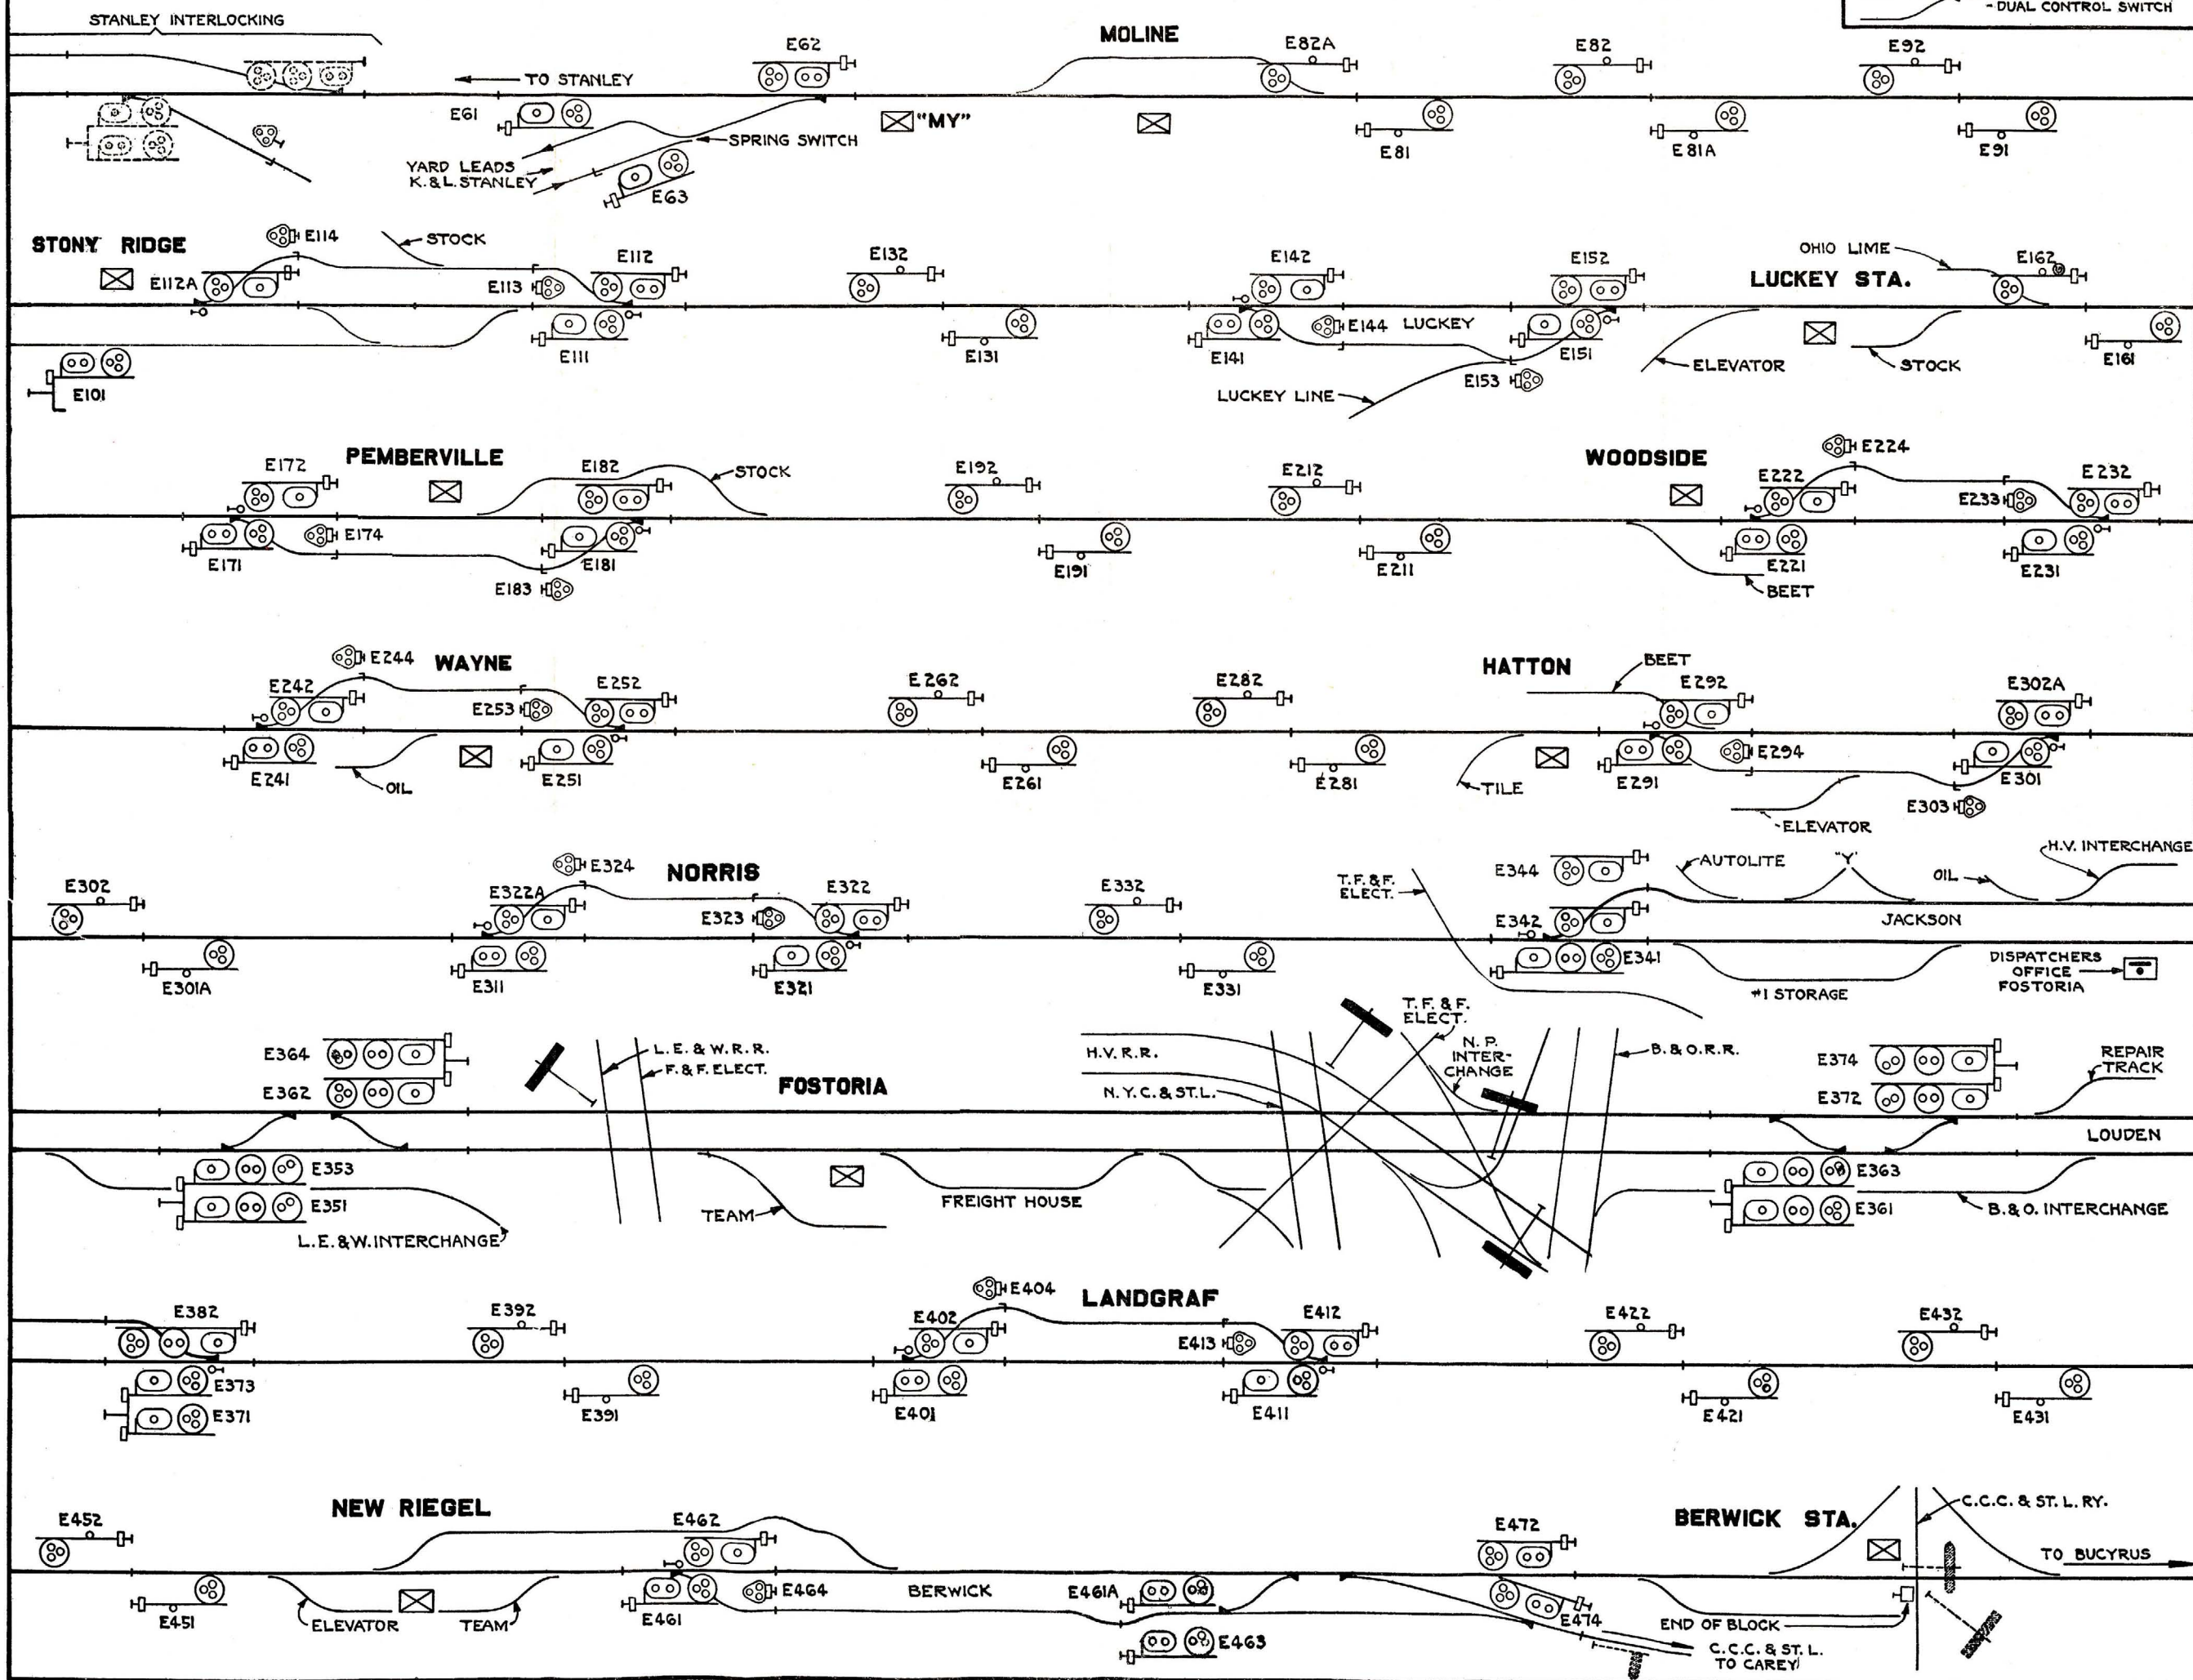 - DUAL CONTROL SWITCH
STANLEY INTERLOCKING
TO STANLEY
E62
MOLINE
E82A
E82
E92
E61
"MY"
SPRING SWITCH
YARD LEADS
K.&L.STANLEY
E63
E81
E81A
E91
STONY RIDGE
E114
STOCK
E112A
E113
E112
E132
E142
E152
OHIO LIME
E162
LUCKEY STA.
E101
E111
E131
E141
E144
LUCKEY
E151
E153
LUCKEY LINE
ELEVATOR
STOCK
E161
E172
PEMBERVILLE
E182
STOCK
E192
E212
WOODSIDE
E224
E222
E233
E232
E171
E174
E181
E183
E191
E211
E221
BEET
E231
E244
WAYNE
E242
E253
E252
E262
E282
HATTON
BEET
E292
E302A
E241
OIL
E251
E261
E281
TILE
E291
E294
E301
E303
ELEVATOR
E302
E324
NORRIS
E322A
E323
E322
E332
T.F.&F.
ELECT.
E344
AUTOLITE
"Y"
OIL
H.V. INTERCHANGE
E342
JACKSON
E301A
E311
E321
E331
E341
#1 STORAGE
DISPATCHERS
OFFICE
FOSTORIA
E364
E362
L.E.& W.R.R.
F.& F. ELECT.
FOSTORIA
H.V. R.R.
N.Y.C.& ST.L.
T.F. & F.
ELECT.
N. P.
INTER-
CHANGE
B.& O.R.R.
E374
E372
REPAIR
TRACK
LOUDEN
E353
E351
L.E.&W.INTERCHANGE
TEAM
FREIGHT HOUSE
E363
E361
B.& O. INTERCHANGE
E382
E392
E404
E402
LANDGRAF
E413
E412
E422
E432
E373
E371
E391
E401
E411
E421
E431
E452
NEW RIEGEL
E462
E472
BERWICK STA.
C.C.C. & ST. L. RY.
TO BUCYRUS
E451
ELEVATOR
TEAM
E461
E464
BERWICK
E461A
E463
E474
END OF BLOCK
C.C.C. & ST. L.
TO CAREY